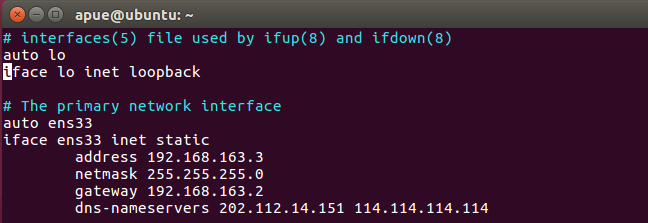 apue@ubuntu: ~
# interfaces(5) file used by ifup(8) and ifdown(8)
auto lo
iface lo inet loopback
# The primary network interface
auto ens33
iface ens33 inet static
address 192.168.163.3
netmask 255.255.255.0
gateway 192.168.163.2
dns-nameservers 202.112.14.151 114.114.114.114